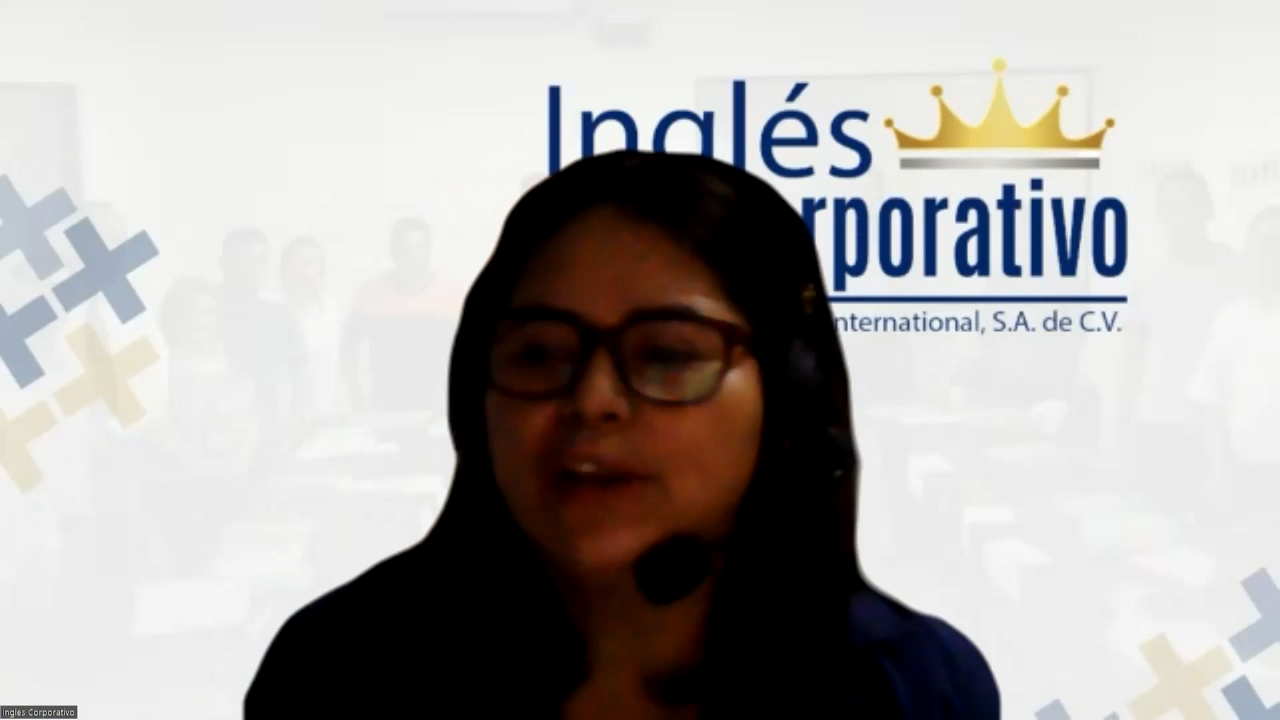 Inglés
rporativo
nternational, S.A. de C.V.
Ingles Corporativo